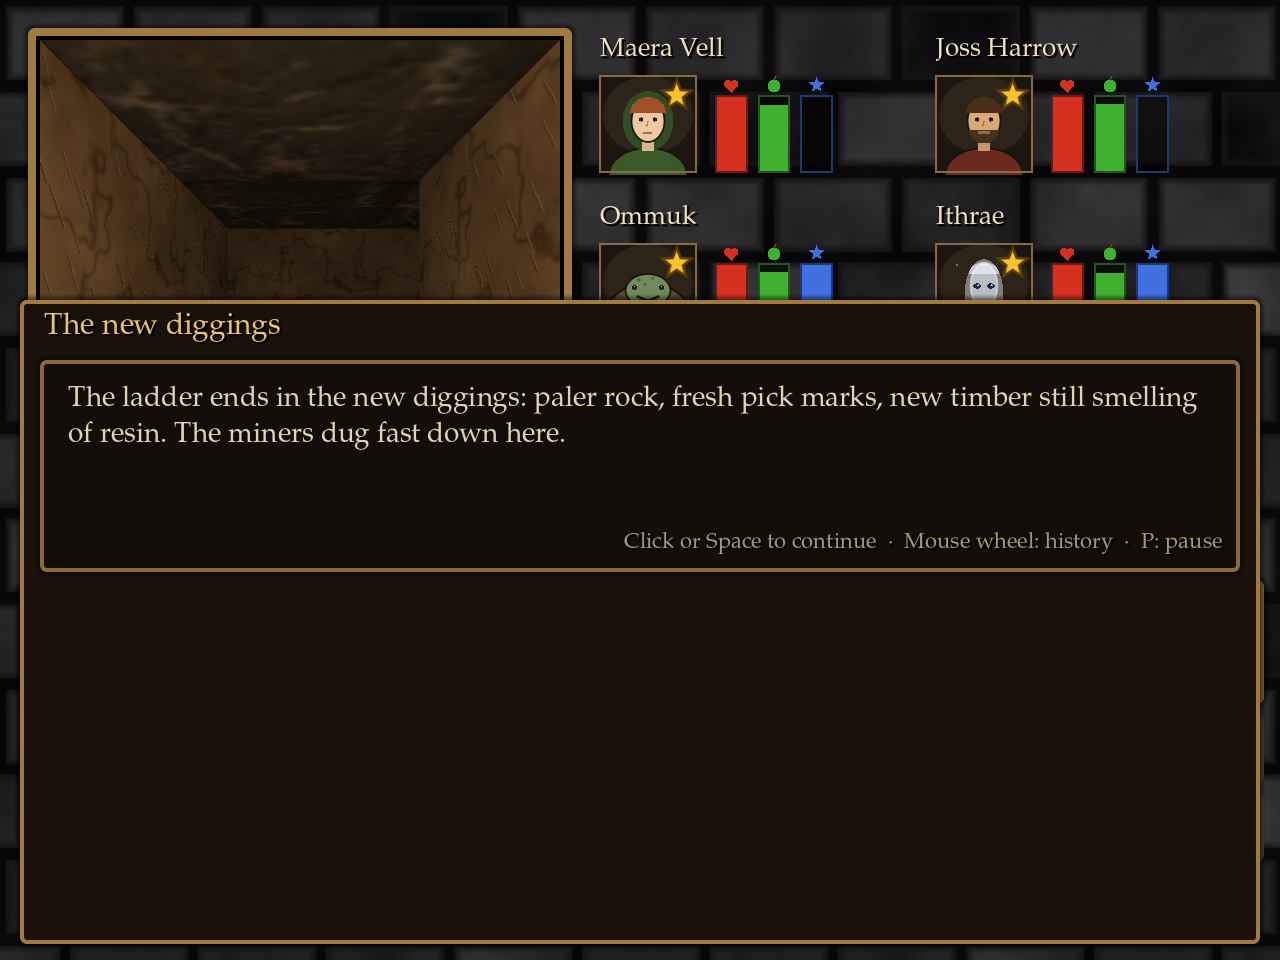 Maera Vell
Joss Harrow
Ommuk
Ithrae
The new diggings
The ladder ends in the new diggings: paler rock, fresh pick marks, new timber still smelling
of resin. The miners dug fast down here.
Click or Space to continue · Mouse wheel: history · P: pause